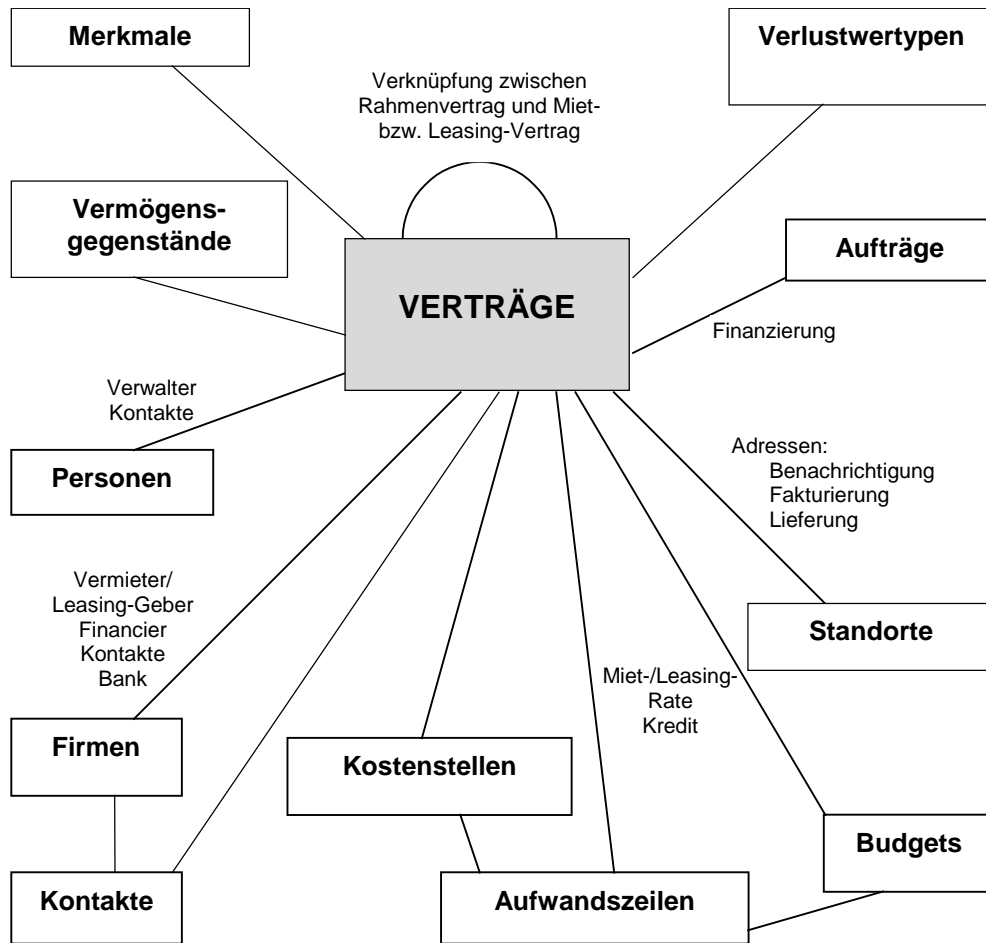 Merkmale
Verlustwertypen
Verknüpfung zwischen
Rahmenvertrag und Miet-
bzw. Leasing-Vertrag
Vermögens-
gegenstände
Aufträge
VERTRÄGE
Finanzierung
Verwalter
Kontakte
Personen
Adressen:
Benachrichtigung
Fakturierung
Lieferung
Vermieter/
Leasing-Geber
Financier
Kontakte
Bank
Standorte
Miet-/Leasing-
Rate
Kredit
Firmen
Kostenstellen
Budgets
Kontakte
Aufwandszeilen